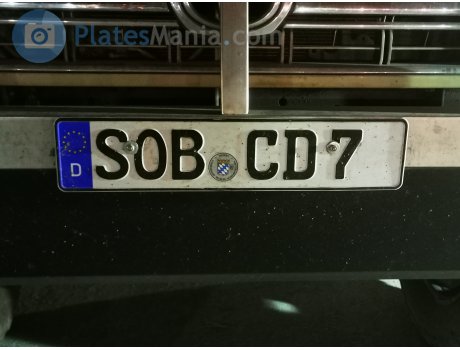 PlatesMania.com
D SOB CD 7